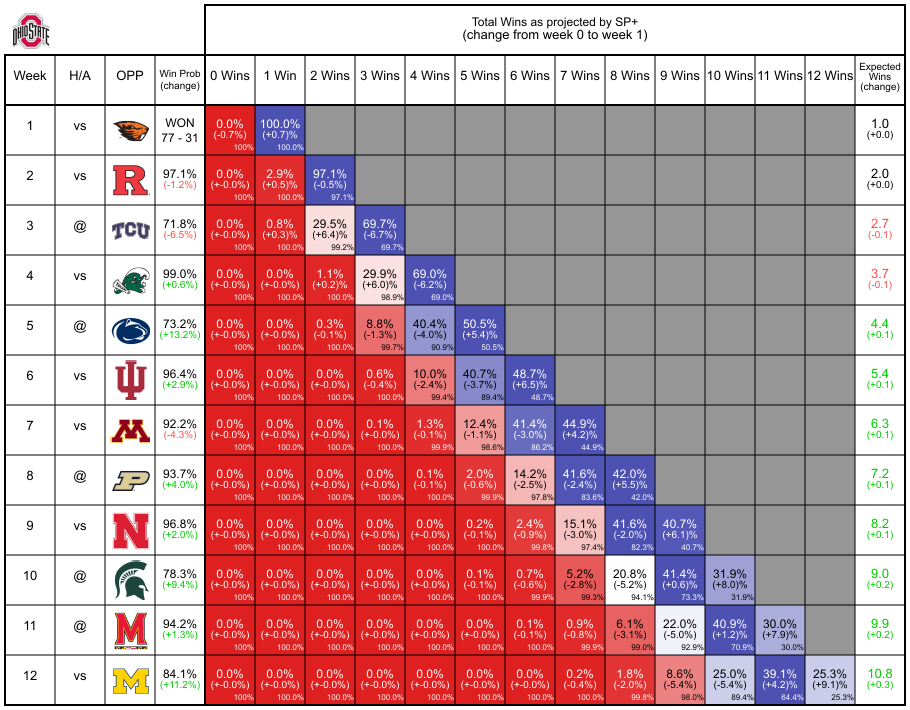 OHIO STATE
Total Wins as projected by SP+
(change from week 0 to week 1)
Week H/A OPP Win Prob (change) 0 Wins 1 Win 2 Wins 3 Wins 4 Wins 5 Wins 6 Wins 7 Wins 8 Wins 9 Wins 10 Wins 11 Wins 12 Wins Expected Wins (change)
1 vs WON 0.0% 100.0% 1.0
77 - 31 (-0.7%) (+0.7)% (+0.0)
100% 100.0%
2 vs R 97.1% 0.0% 2.9% 97.1% 2.0
(-1.2%) (+-0.0%) (+0.5)% (-0.5%) (+0.0)
100% 100.0% 97.1%
3 @ TCU 71.8% 0.0% 0.8% 29.5% 69.7% 2.7
(-6.5%) (+-0.0%) (+0.3)% (+6.4)% (-6.7%) (-0.1)
100% 100.0% 99.2% 69.7%
4 vs 99.0% 0.0% 0.0% 1.1% 29.9% 69.0% 3.7
(+0.6%) (+-0.0%) (+-0.0%) (+0.2)% (+6.0)% (-6.2%) (-0.1)
100% 100.0% 100.0% 98.9% 69.0%
5 @ 73.2% 0.0% 0.0% 0.3% 8.8% 40.4% 50.5% 4.4
(+13.2%) (+-0.0%) (+-0.0%) (-0.1%) (-1.3%) (-4.0%) (+5.4)% (+0.1)
100% 100.0% 100.0% 99.7% 90.9% 50.5%
6 vs 96.4% 0.0% 0.0% 0.0% 0.6% 10.0% 40.7% 48.7% 5.4
(+2.9%) (+-0.0%) (+-0.0%) (+-0.0%) (-0.4%) (-2.4%) (-3.7%) (+6.5)% (+0.1)
100% 100.0% 100.0% 100.0% 99.4% 89.4% 48.7%
7 vs M 92.2% 0.0% 0.0% 0.0% 0.1% 1.3% 12.4% 41.4% 44.9% 6.3
(-4.3%) (+-0.0%) (+-0.0%) (+-0.0%) (+-0.0%) (-0.1%) (-1.1%) (-3.0%) (+4.2)% (+0.1)
100% 100.0% 100.0% 100.0% 99.9% 98.6% 86.2% 44.9%
8 @ P 93.7% 0.0% 0.0% 0.0% 0.0% 0.1% 2.0% 14.2% 41.6% 42.0% 7.2
(+4.0%) (+-0.0%) (+-0.0%) (+-0.0%) (+-0.0%) (-0.1%) (-0.6%) (-2.5%) (-2.4%) (+5.5)% (+0.1)
100% 100.0% 100.0% 100.0% 100.0% 99.9% 97.8% 83.6% 42.0%
9 vs N 96.8% 0.0% 0.0% 0.0% 0.0% 0.0% 0.2% 2.4% 15.1% 41.6% 40.7% 8.2
(+2.0%) (+-0.0%) (+-0.0%) (+-0.0%) (+-0.0%) (+-0.0%) (-0.1%) (-0.9%) (-3.0%) (-2.0%) (+6.1)% (+0.1)
100% 100.0% 100.0% 100.0% 100.0% 100.0% 99.8% 97.4% 82.3% 40.7%
10 @ 78.3% 0.0% 0.0% 0.0% 0.0% 0.0% 0.1% 0.7% 5.2% 20.8% 41.4% 31.9% 9.0
(+9.4%) (+-0.0%) (+-0.0%) (+-0.0%) (+-0.0%) (+-0.0%) (-0.1%) (-0.6%) (-2.8%) (-5.2%) (+0.6)% (+8.0)% (+0.2)
100% 100.0% 100.0% 100.0% 100.0% 100.0% 99.9% 99.3% 94.1% 73.3% 31.9%
11 @ M 94.2% 0.0% 0.0% 0.0% 0.0% 0.0% 0.0% 0.1% 0.9% 6.1% 22.0% 40.9% 30.0% 9.9
(+1.3%) (+-0.0%) (+-0.0%) (+-0.0%) (+-0.0%) (+-0.0%) (+-0.0%) (-0.1%) (-0.8%) (-3.1%) (-5.0%) (+1.2)% (+7.9)% (+0.2)
100% 100.0% 100.0% 100.0% 100.0% 100.0% 100.0% 99.9% 99.0% 92.9% 70.9% 30.0%
12 vs M 84.1% 0.0% 0.0% 0.0% 0.0% 0.0% 0.0% 0.0% 0.2% 1.8% 8.6% 25.0% 39.1% 25.3% 10.8
(+11.2%) (+-0.0%) (+-0.0%) (+-0.0%) (+-0.0%) (+-0.0%) (+-0.0%) (+-0.0%) (-0.4%) (-2.0%) (-5.4%) (-5.4%) (+4.2)% (+9.1)% (+0.3)
100% 100.0% 100.0% 100.0% 100.0% 100.0% 100.0% 100.0% 99.8% 98.0% 89.4% 64.4% 25.3%